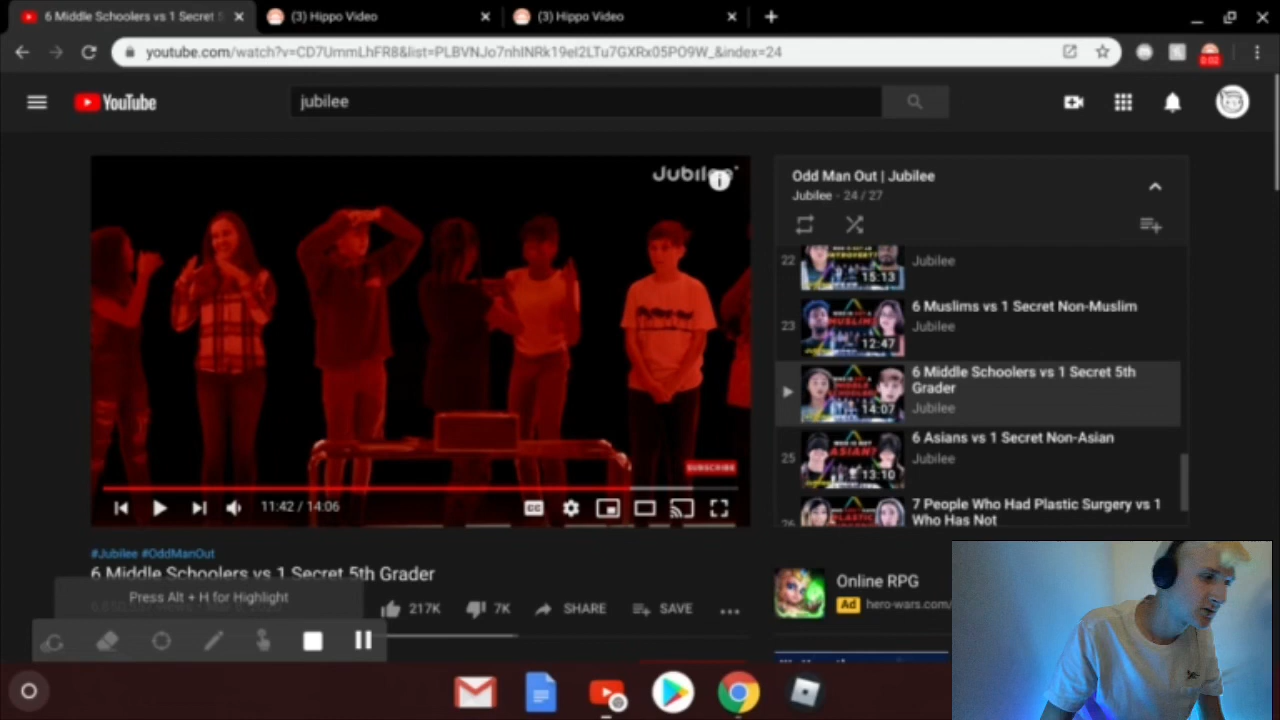 6 Middle Schoolers vs 1 Secret 5
(3) Hippo Video
(3) Hippo Video
youtube.com/watch?v=CD7UmmLhFR8&list=PLBVNJo7nhINRk19eI2LTu7GXRx05PO9W_&index=24
0:02
YouTube
jubilee
Jubilee
Odd Man Out | Jubilee
Jubilee - 24 / 27
22
15:13
Jubilee
23
12:47
6 Muslims vs 1 Secret Non-Muslim
Jubilee
14:07
6 Middle Schoolers vs 1 Secret 5th
Grader
Jubilee
25
13:10
6 Asians vs 1 Secret Non-Asian
Jubilee
26
7 People Who Had Plastic Surgery vs 1
Who Has Not
SUBSCRIBE
11:42 / 14:06
CC
#Jubilee #OddManOut
6 Middle Schoolers vs 1 Secret 5th Grader
Press Alt + H for Highlight
217K
7K
SHARE
SAVE
Online RPG
Ad
hero-wars.com/